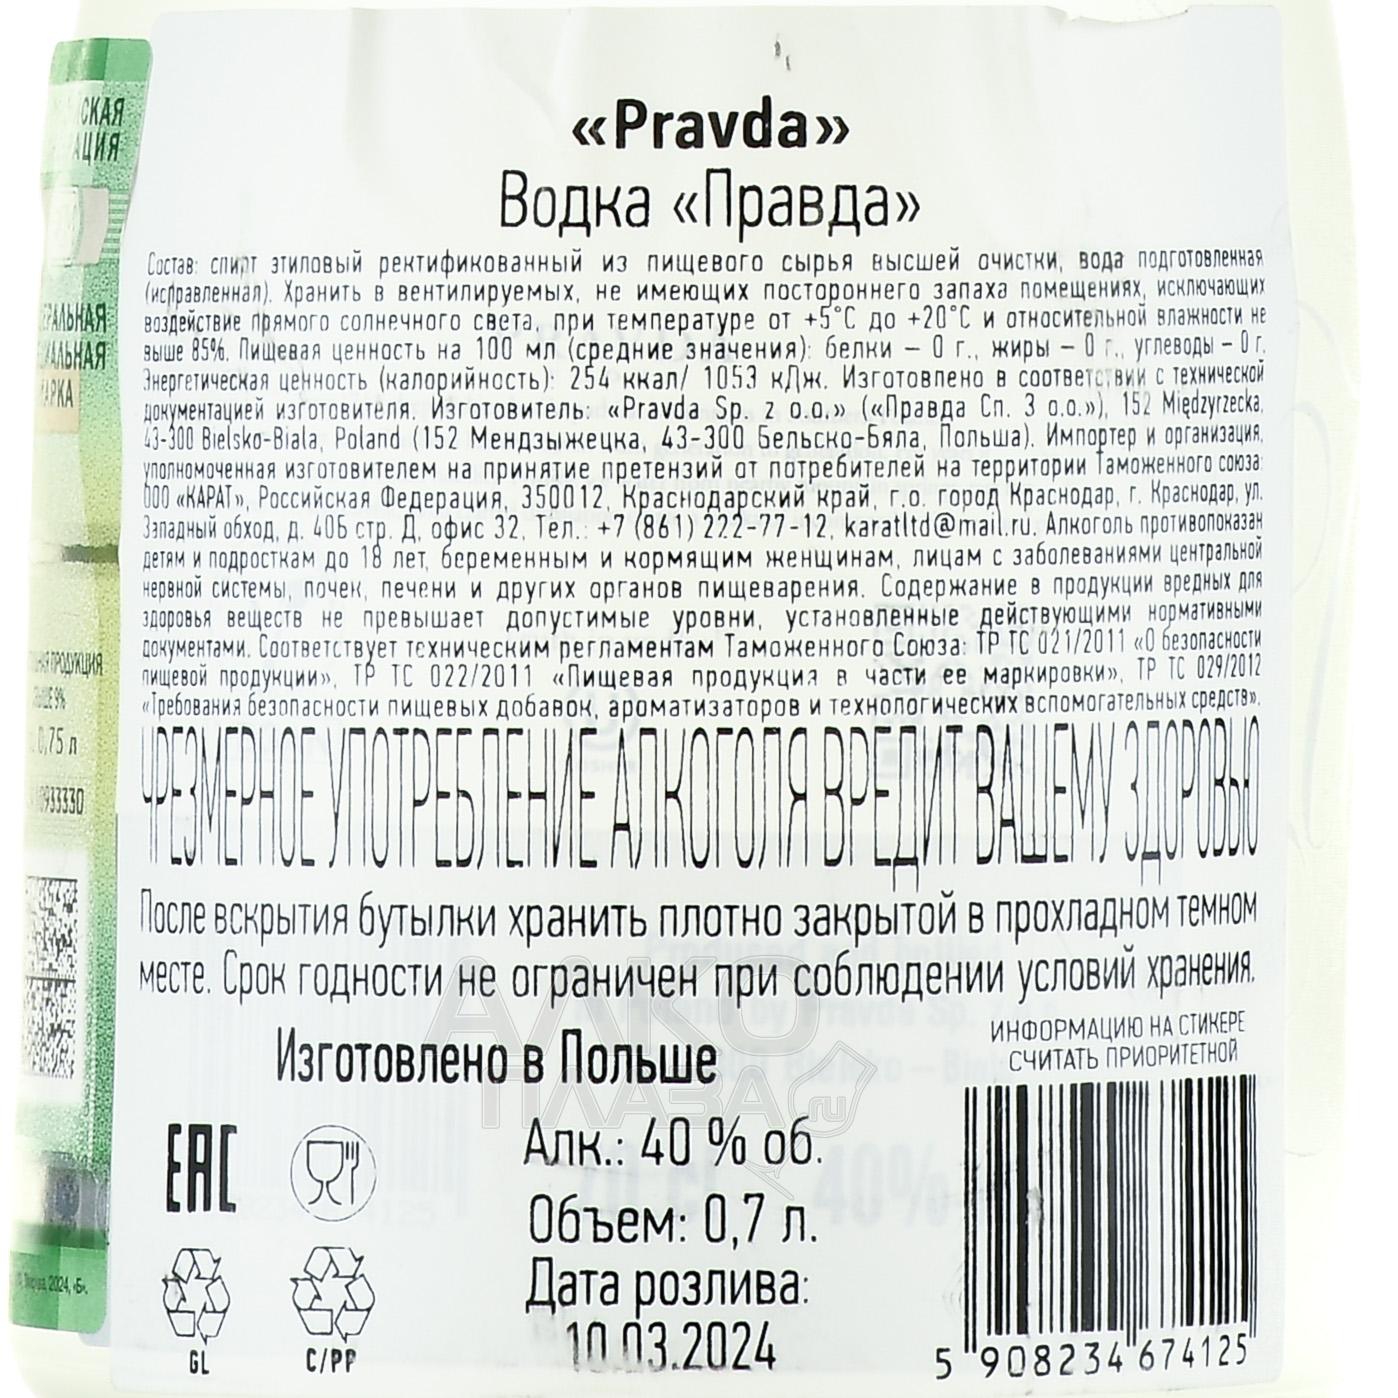 «Pravda»
Водка «Правда»
Состав: спирт этиловый ректификованный из пищевого сырья высшей очистки, вода подготовленная
(исправленная). Хранить в вентилируемых, не имеющих постороннего запаха помещениях, исключающих
воздействие прямого солнечного света, при температуре от +5°С до +20°С и относительной влажности не
выше 85%. Пищевая ценность на 100 мл (средние значения): белки – 0 г., жиры – 0 г., углеводы – 0 г.
Энергетическая ценность (калорийность): 254 ккал/ 1053 кДж. Изготовлено в соответствии с технической
документацией изготовителя. Изготовитель: «Pravda Sp. z o.o.» («Правда Сп. З о.о.»), 152 Międzyrzecka,
43-300 Bielsko-Biala, Poland (152 Мендзыжецка, 43-300 Бельско-Бяла, Польша). Импортер и организация,
уполномоченная изготовителем на принятие претензий от потребителей на территории Таможенного союза:
ООО «КАРАТ», Российская Федерация, 350012, Краснодарский край, г.о. город Краснодар, г. Краснодар, ул.
Западный обход, д. 40Б стр. Д, офис 32, Тел.: +7 (861) 222-77-12, karatltd@mail.ru. Алкоголь противопоказан
детям и подросткам до 18 лет, беременным и кормящим женщинам, лицам с заболеваниями центральной
нервной системы, почек, печени и других органов пищеварения. Содержание в продукции вредных для
здоровья веществ не превышает допустимые уровни, установленные действующими нормативными
документами. Соответствует техническим регламентам Таможенного Союза: ТР ТС 021/2011 «О безопасности
пищевой продукции», ТР ТС 022/2011 «Пищевая продукция в части ее маркировки», ТР ТС 029/2012
«Требования безопасности пищевых добавок, ароматизаторов и технологических вспомогательных средств».
ЧРЕЗМЕРНОЕ УПОТРЕБЛЕНИЕ АЛКОГОЛЯ ВРЕДИТ ВАШЕМУ ЗДОРОВЬЮ
После вскрытия бутылки хранить плотно закрытой в прохладном темном
месте. Срок годности не ограничен при соблюдении условий хранения.
ИНФОРМАЦИЮ НА СТИКЕРЕ
СЧИТАТЬ ПРИОРИТЕТНОЙ
Изготовлено в Польше
Алк.: 40 % об.
Объем: 0,7 л.
Дата розлива:
10.03.2024
EAC
GL
C/PP
5 908234 674125
АЛКО
ПЛАЗА.ru
МАРКА
0,75 л